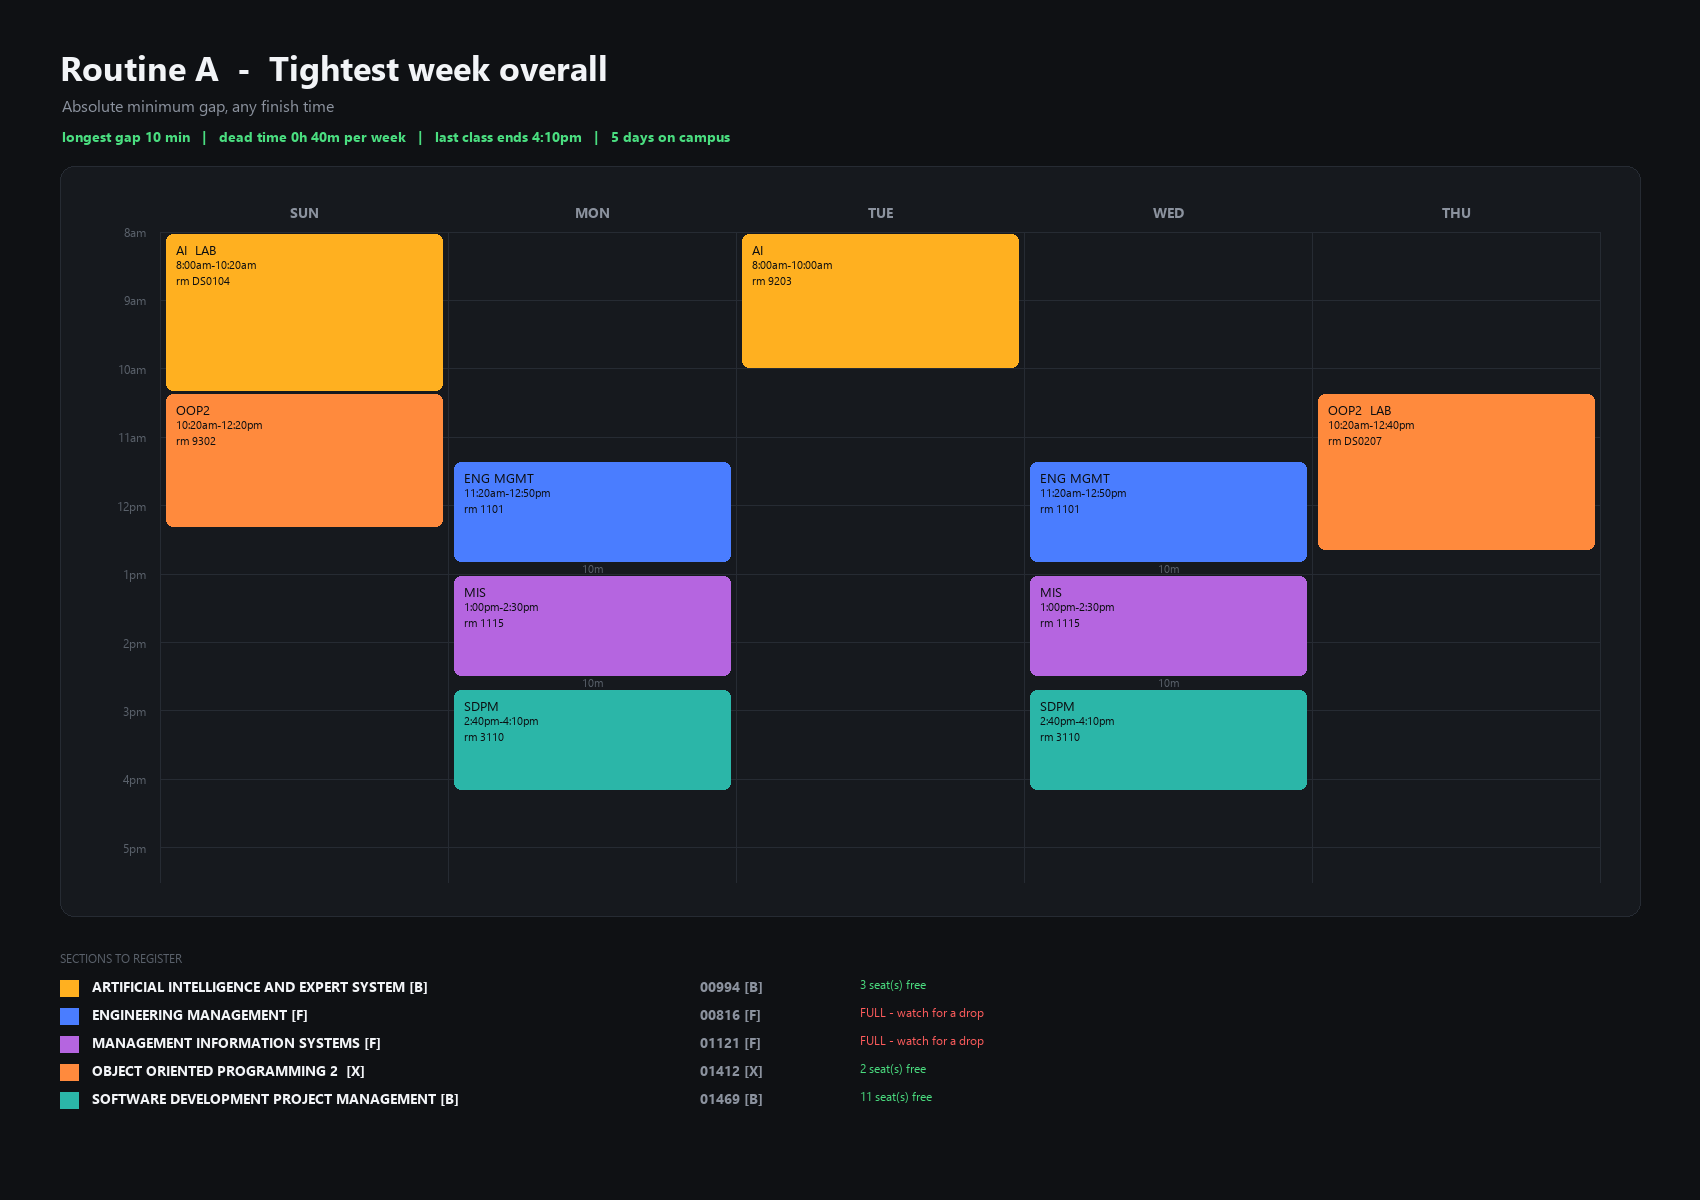 Routine A - Tightest week overall
Absolute minimum gap, any finish time
longest gap 10 min | dead time 0h 40m per week | last class ends 4:10pm | 5 days on campus
SUN MON TUE WED THU
8am
9am
10am
11am
12pm
1pm
2pm
3pm
4pm
5pm
AI LAB
8:00am-10:20am
rm DS0104
OOP2
10:20am-12:20pm
rm 9302
ENG MGMT
11:20am-12:50pm
rm 1101
10m
MIS
1:00pm-2:30pm
rm 1115
10m
SDPM
2:40pm-4:10pm
rm 3110
AI
8:00am-10:00am
rm 9203
ENG MGMT
11:20am-12:50pm
rm 1101
10m
MIS
1:00pm-2:30pm
rm 1115
10m
SDPM
2:40pm-4:10pm
rm 3110
OOP2 LAB
10:20am-12:40pm
rm DS0207
SECTIONS TO REGISTER
ARTIFICIAL INTELLIGENCE AND EXPERT SYSTEM [B] 00994 [B] 3 seat(s) free
ENGINEERING MANAGEMENT [F] 00816 [F] FULL - watch for a drop
MANAGEMENT INFORMATION SYSTEMS [F] 01121 [F] FULL - watch for a drop
OBJECT ORIENTED PROGRAMMING 2 [X] 01412 [X] 2 seat(s) free
SOFTWARE DEVELOPMENT PROJECT MANAGEMENT [B] 01469 [B] 11 seat(s) free